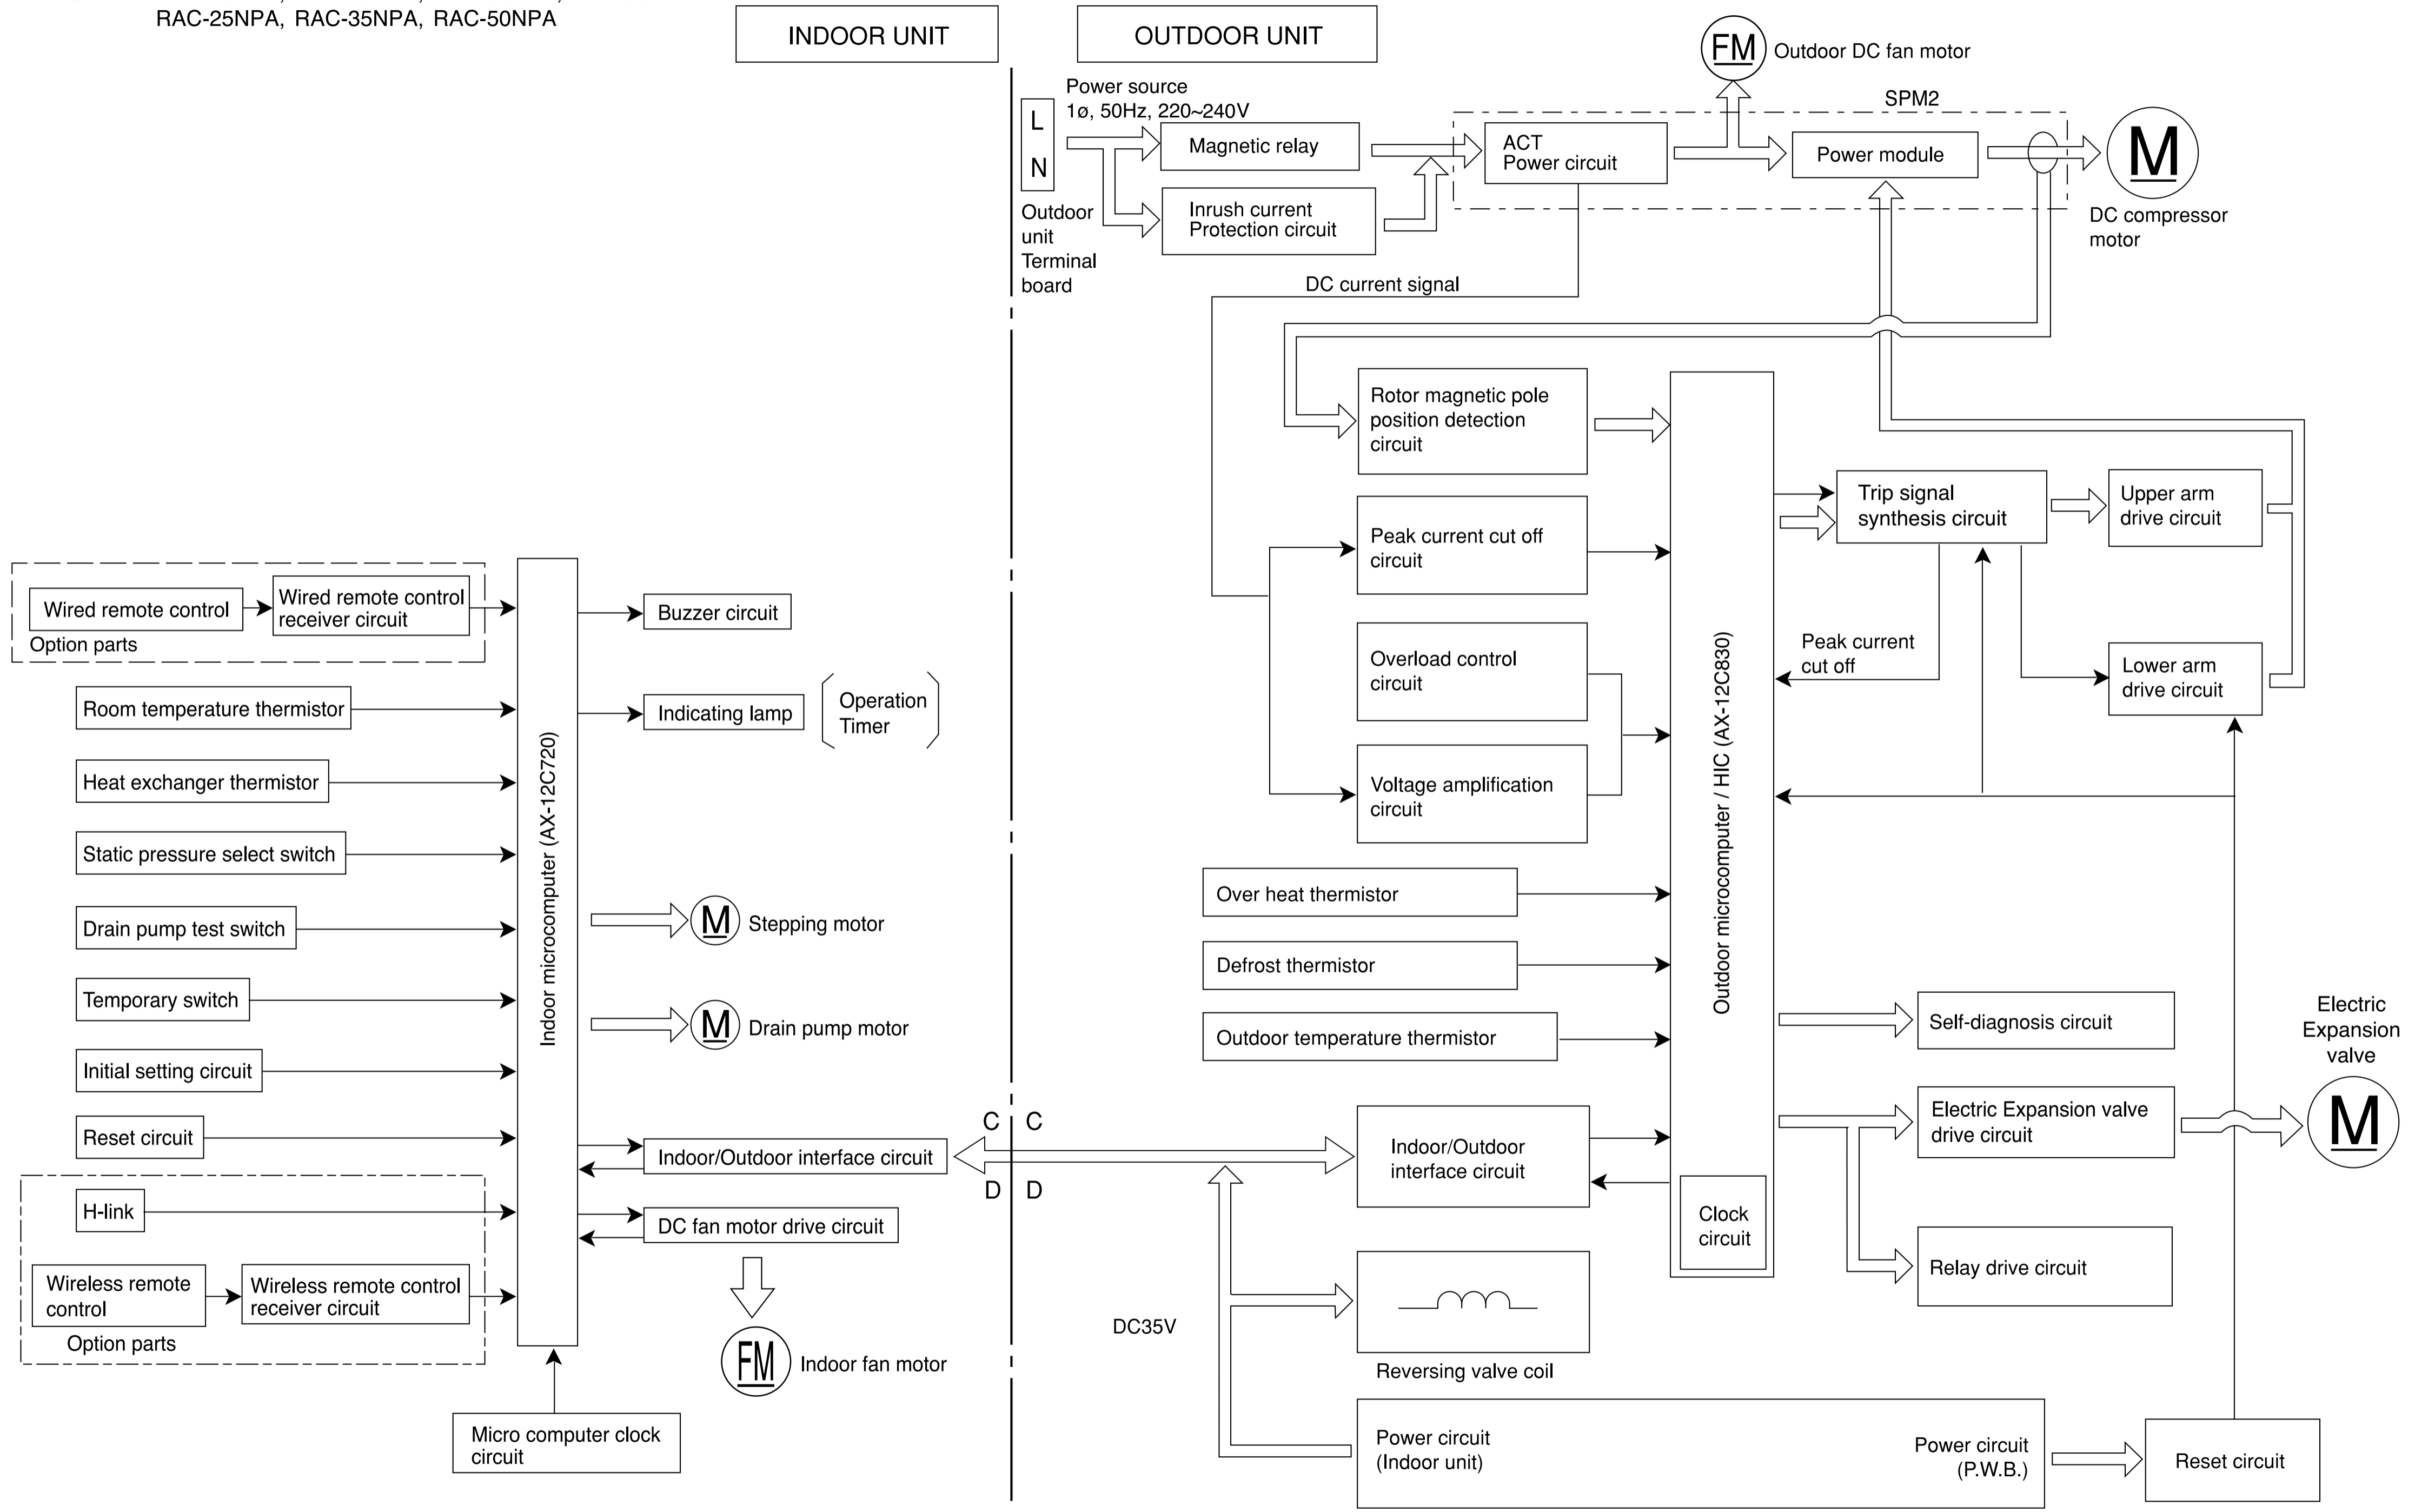 RAC-25NPA, RAC-35NPA, RAC-50NPA
INDOOR UNIT
OUTDOOR UNIT
FM
Outdoor DC fan motor
Power source
1ø, 50Hz, 220~240V
L
N
Outdoor
unit
Terminal
board
Magnetic relay
Inrush current
Protection circuit
SPM2
ACT
Power circuit
Power module
M
DC compressor
motor
DC current signal
Rotor magnetic pole
position detection
circuit
Peak current cut off
circuit
Overload control
circuit
Voltage amplification
circuit
Over heat thermistor
Defrost thermistor
Outdoor temperature thermistor
Indoor/Outdoor
interface circuit
Outdoor microcomputer / HIC (AX-12C830)
Clock
circuit
Trip signal
synthesis circuit
Upper arm
drive circuit
Peak current
cut off
Lower arm
drive circuit
Self-diagnosis circuit
Electric Expansion valve
drive circuit
Relay drive circuit
Electric
Expansion
valve
M
DC35V
Reversing valve coil
Power circuit
(Indoor unit)
Power circuit
(P.W.B.)
Reset circuit
Wired remote control
Wired remote control
receiver circuit
Option parts
Room temperature thermistor
Heat exchanger thermistor
Static pressure select switch
Drain pump test switch
Temporary switch
Initial setting circuit
Reset circuit
H-link
Wireless remote
control
Wireless remote control
receiver circuit
Option parts
Indoor microcomputer (AX-12C720)
Micro computer clock
circuit
Buzzer circuit
Indicating lamp
Operation
Timer
M
Stepping motor
M
Drain pump motor
Indoor/Outdoor interface circuit
C C
D D
DC fan motor drive circuit
FM
Indoor fan motor